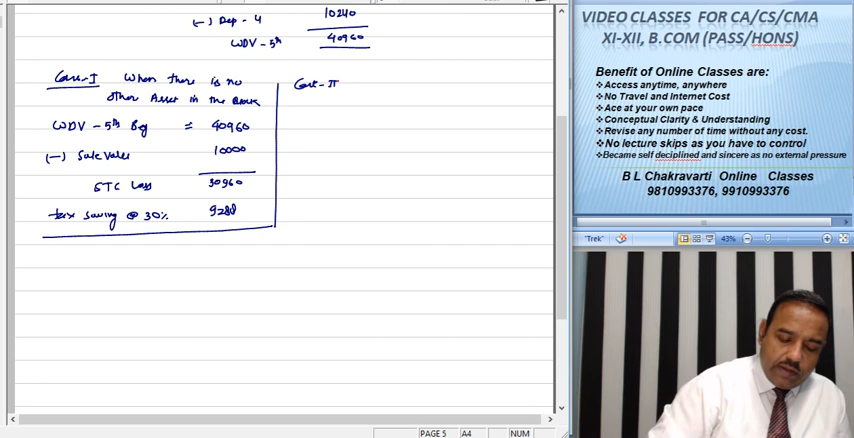 (-) Dep - 4 10240
WDV - 5th 40960
Case-I When there is no
other Asset in the Block
WDV - 5th Beg = 40960
(-) Sale Value 10000
STC Loss 30960
tax saving @ 30% 9288
Case-II
PAGE 5 A4 NUM
VIDEO CLASSES FOR CA/CS/CMA
XI-XII, B.COM (PASS/HONS)
Benefit of Online Classes are:
❖Access anytime, anywhere
❖No Travel and Internet Cost
❖Ace at your own pace
❖Conceptual Clarity & Understanding
❖Revise any number of time without any cost.
❖No lecture skips as you have to control
❖Became self deciplined and sincere as no external pressure
B L Chakravarti Online Classes
9810993376, 9910993376
"Trek" 43%